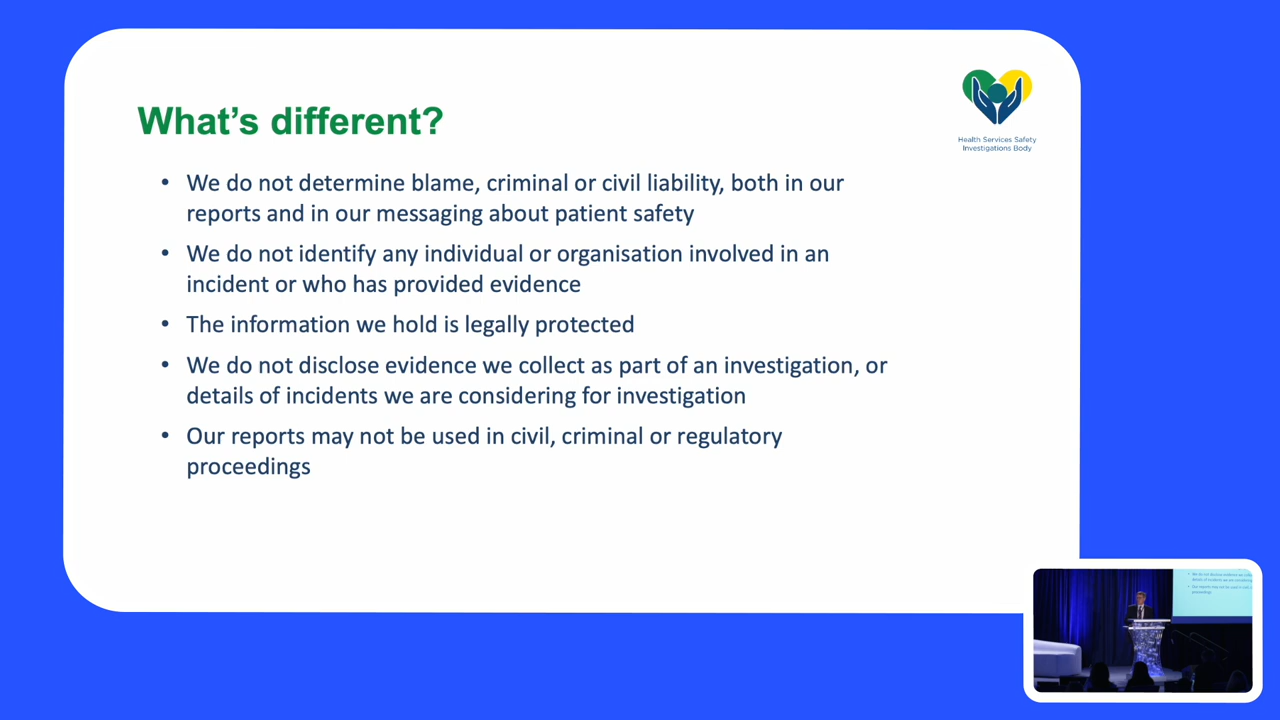 What's different?
Health Services Safety
Investigations Body
• We do not determine blame, criminal or civil liability, both in our
reports and in our messaging about patient safety
• We do not identify any individual or organisation involved in an
incident or who has provided evidence
• The information we hold is legally protected
• We do not disclose evidence we collect as part of an investigation, or
details of incidents we are considering for investigation
• Our reports may not be used in civil, criminal or regulatory
proceedings